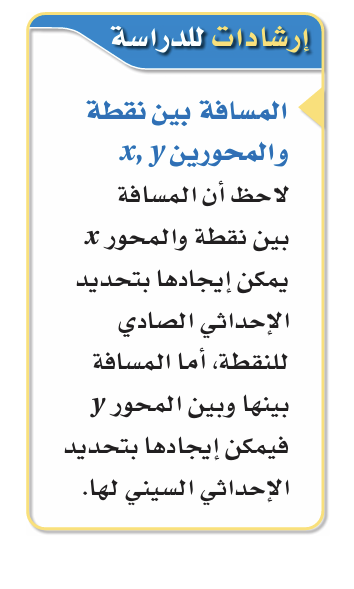 إرشادات للدراسة
المسافة بين نقطة
والمحورين x, y
لاحظ أن المسافة
بين نقطة والمحور x
يمكن إيجادها بتحديد
الإحداثي الصادي
للنقطة، أما المسافة
بينها وبين المحور y
فيمكن إيجادها بتحديد
الإحداثي السيني لها.